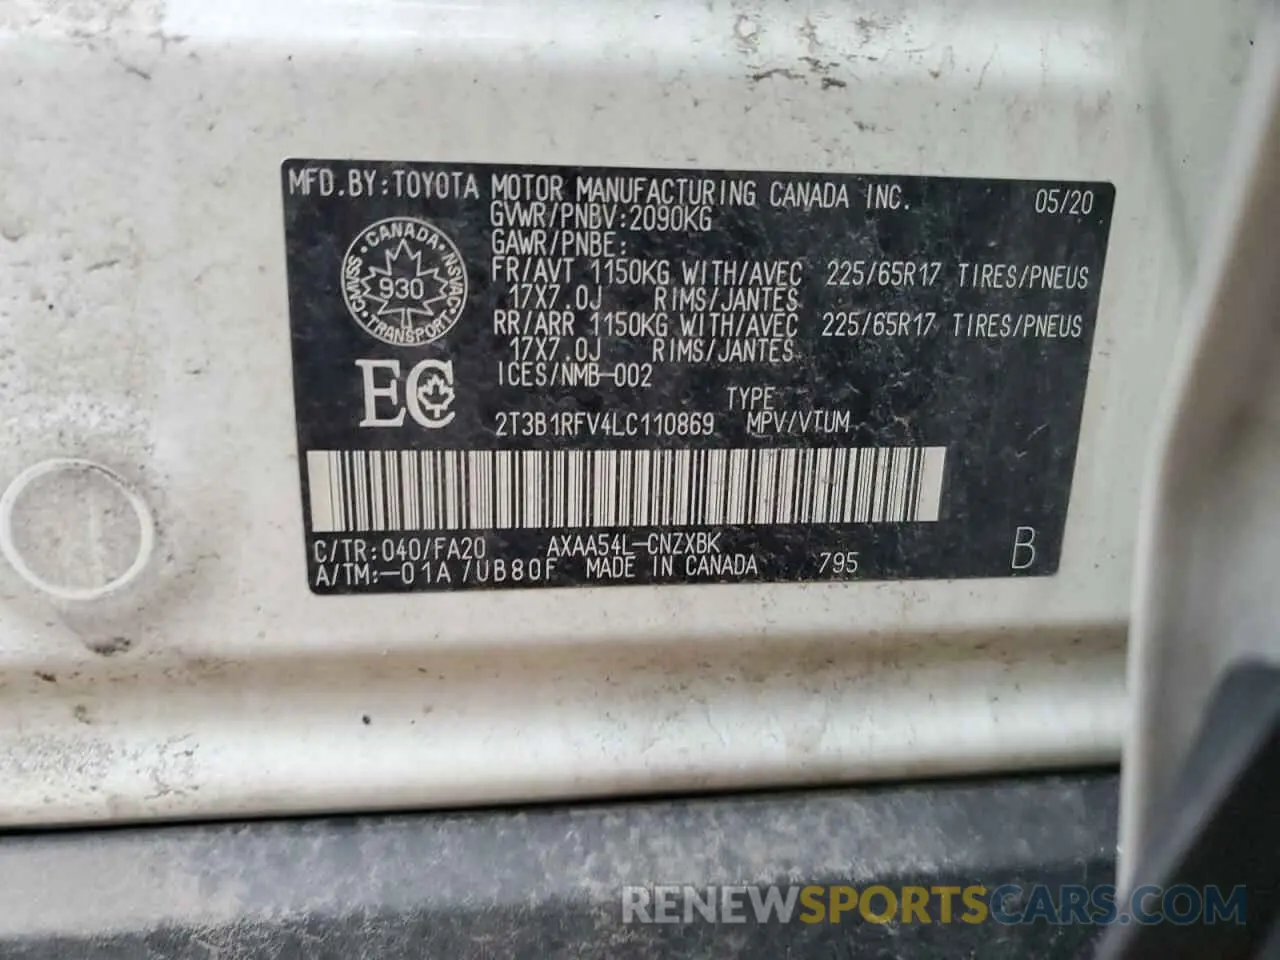 MFD.BY:TOYOTA MOTOR MANUFACTURING CANADA INC. 05/20
GVWR/PNBV:2090KG
GAWR/PNBE:
FR/AVT 1150KG WITH/AVEC 225/65R17 TIRES/PNEUS
17X7.0J RIMS/JANTES
RR/ARR 1150KG WITH/AVEC 225/65R17 TIRES/PNEUS
17X7.0J RIMS/JANTES
ICES/NMB-002
CANADA
CMVSS 930 NSVAC
TRANSPORT
EC
TYPE
2T3B1RFV4LC110869 MPV/VTUM
C/TR:040/FA20 AXAA54L-CNZXBK
A/TM:-01A/UB80F MADE IN CANADA 795 B
RENEWSPORTSCARS.COM